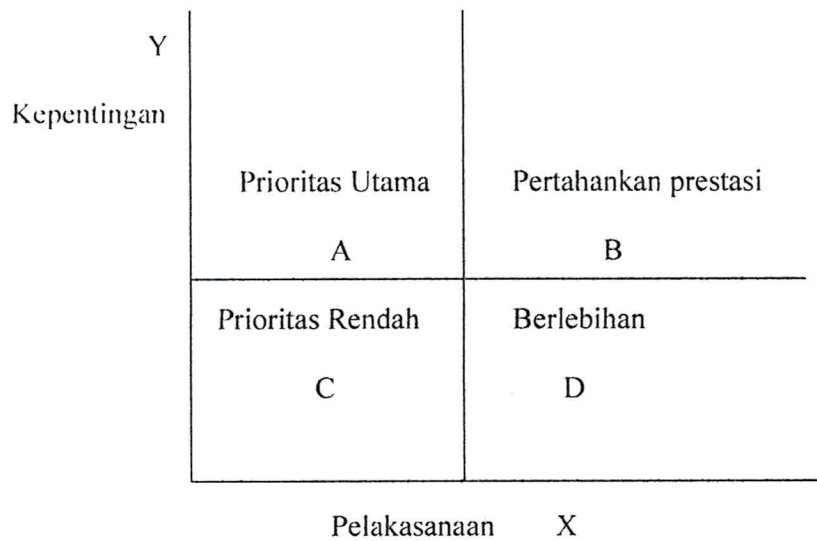 Y
Kepentingan
Prioritas Utama
Pertahankan prestasi
A
B
Prioritas Rendah
Berlebihan
C
D
Pelakasanaan X